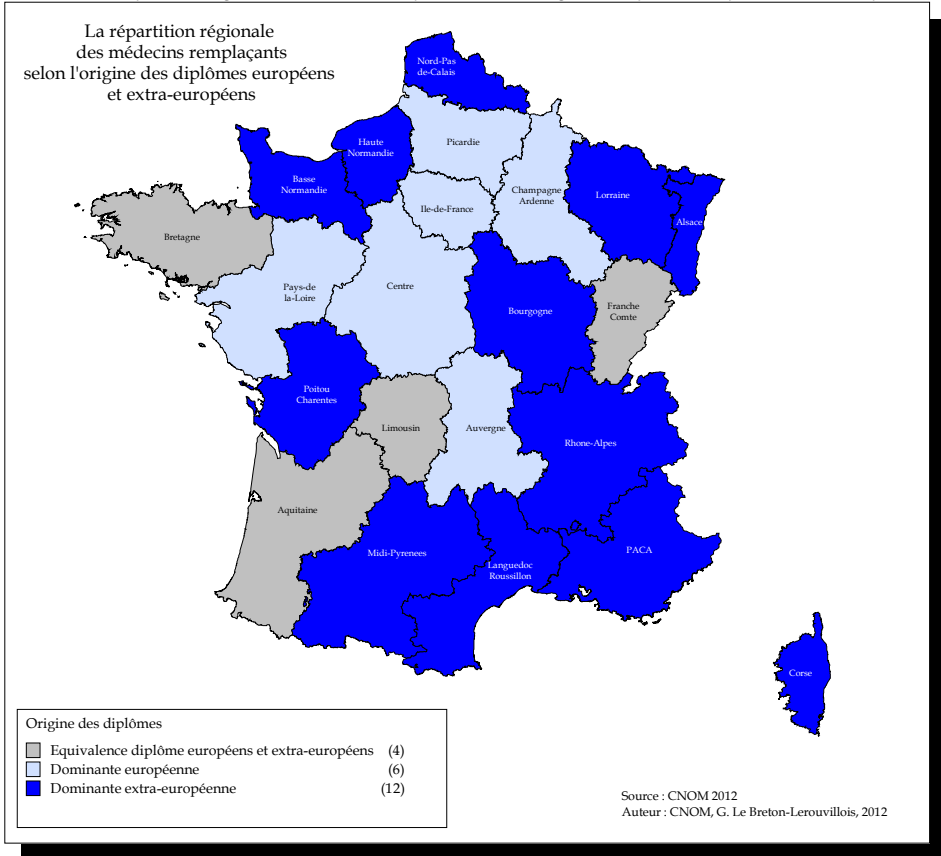 La répartition régionale
des médecins remplaçants
selon l'origine des diplômes européens
et extra-européens
Nord-Pas
de-Calais
Picardie
Haute
Normandie
Basse
Normandie
Champagne
Ardenne
Lorraine
Alsace
Ile-de-France
Bretagne
Pays-de
la-Loire
Centre
Bourgogne
Franche
Comte
Poitou
Charentes
Limousin
Auvergne
Rhone-Alpes
Aquitaine
Midi-Pyrenees
Languedoc
Roussillon
PACA
Corse
Origine des diplômes
Equivalence diplôme européens et extra-européens (4)
Dominante européenne (6)
Dominante extra-européenne (12)
Source : CNOM 2012
Auteur : CNOM, G. Le Breton-Lerouvillois, 2012